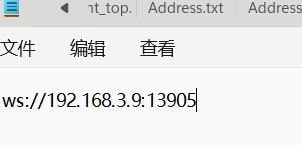 nt_top.
Address.txt
Address
文件
编辑
查看
ws://192.168.3.9:13905